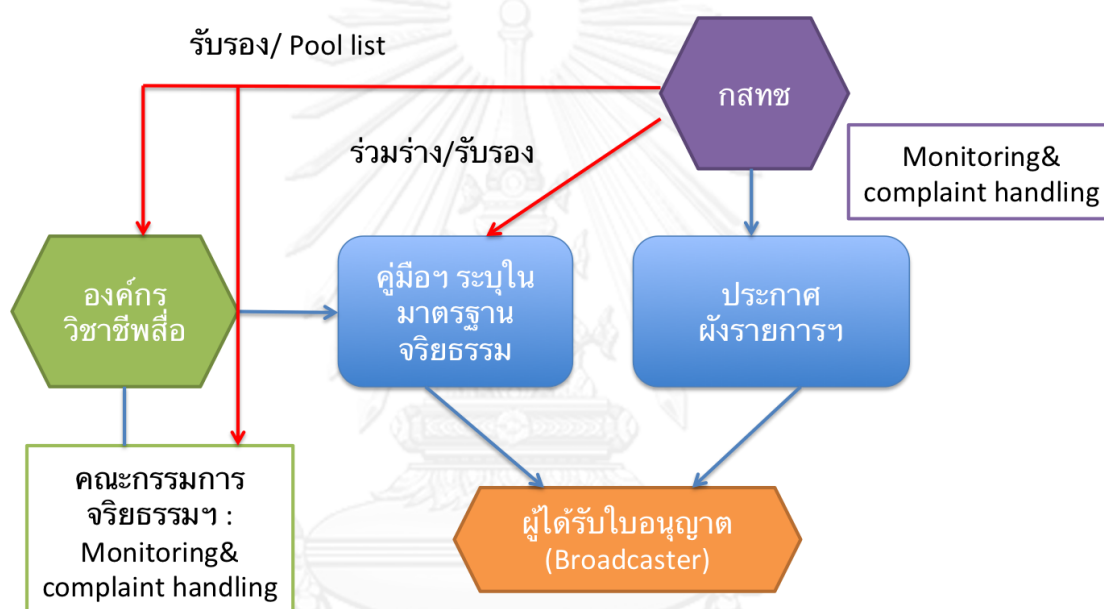 รับรอง/ Pool list
กสทช
ร่วมร่าง/รับรอง
Monitoring&
complaint handling
องค์กร
วิชาชีพสื่อ
คู่มือฯ ระบุใน
มาตรฐาน
จริยธรรม
ประกาศ
ผังรายการฯ
คณะกรรมการ
จริยธรรมฯ :
Monitoring&
complaint handling
ผู้ได้รับใบอนุญาต
(Broadcaster)